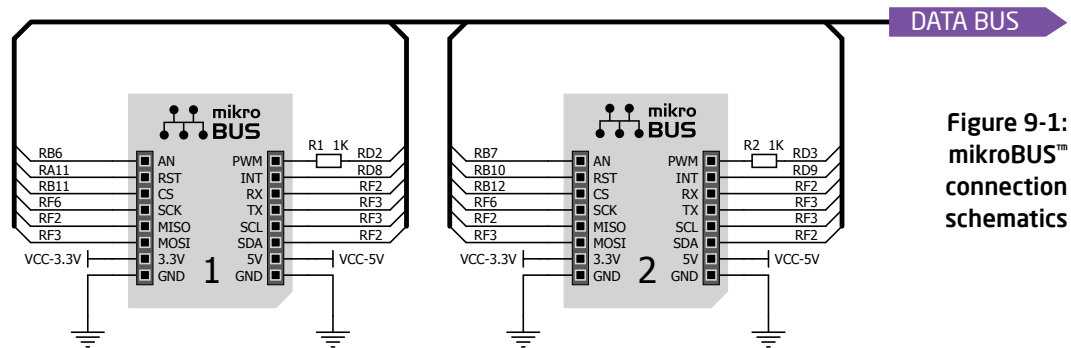 DATA BUS
Figure 9-1:
mikroBUS™
connection
schematics
mikro
BUS
R1 1K
RB6 AN PWM RD2
RA11 RST INT RD8
RB11 CS RX RF2
RF6 SCK TX RF3
RF2 MISO SCL RF3
RF3 MOSI SDA RF2
VCC-3.3V 3.3V 5V VCC-5V
GND 1 GND
mikro
BUS
R2 1K
RB7 AN PWM RD3
RB10 RST INT RD9
RB12 CS RX RF2
RF6 SCK TX RF3
RF2 MISO SCL RF3
RF3 MOSI SDA RF2
VCC-3.3V 3.3V 5V VCC-5V
GND 2 GND